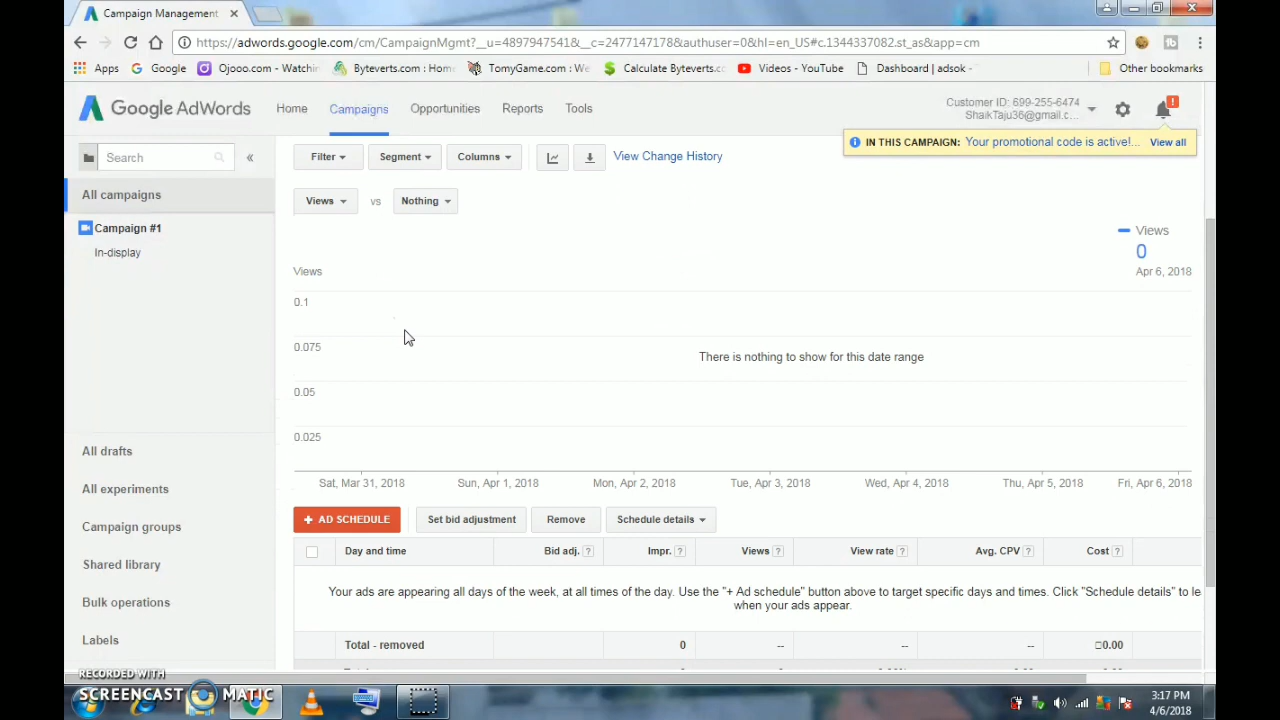 Campaign Management
https://adwords.google.com/cm/CampaignMgmt?__u=4897947541&__c=2477147178&authuser=0&hl=en_US#c.1344337082.st_as&app=cm
Apps Google Ojooo.com - Watchin Byteverts.com : Hom TomyGame.com : We Calculate Byteverts.co Videos - YouTube Dashboard | adsok - Other bookmarks
Google AdWords Home Campaigns Opportunities Reports Tools
Customer ID: 699-255-6474
ShaikTaju36@gmail.c...
IN THIS CAMPAIGN: Your promotional code is active!... View all
Search «
Filter Segment Columns View Change History
All campaigns
Views vs Nothing
Campaign #1
In-display
Views
0
Apr 6, 2018
Views
0.1
0.075
There is nothing to show for this date range
0.05
0.025
Sat, Mar 31, 2018 Sun, Apr 1, 2018 Mon, Apr 2, 2018 Tue, Apr 3, 2018 Wed, Apr 4, 2018 Thu, Apr 5, 2018 Fri, Apr 6, 2018
All drafts
All experiments
Campaign groups
Shared library
Bulk operations
Labels
+ AD SCHEDULE Set bid adjustment Remove Schedule details
Day and time Bid adj. ? Impr. ? Views ? View rate ? Avg. CPV ? Cost ?
Your ads are appearing all days of the week, at all times of the day. Use the "+ Ad schedule" button above to target specific days and times. Click "Schedule details" to le
when your ads appear.
Total - removed 0 -- -- -- 0.00
RECORDED WITH
SCREENCAST MATIC
3:17 PM
4/6/2018